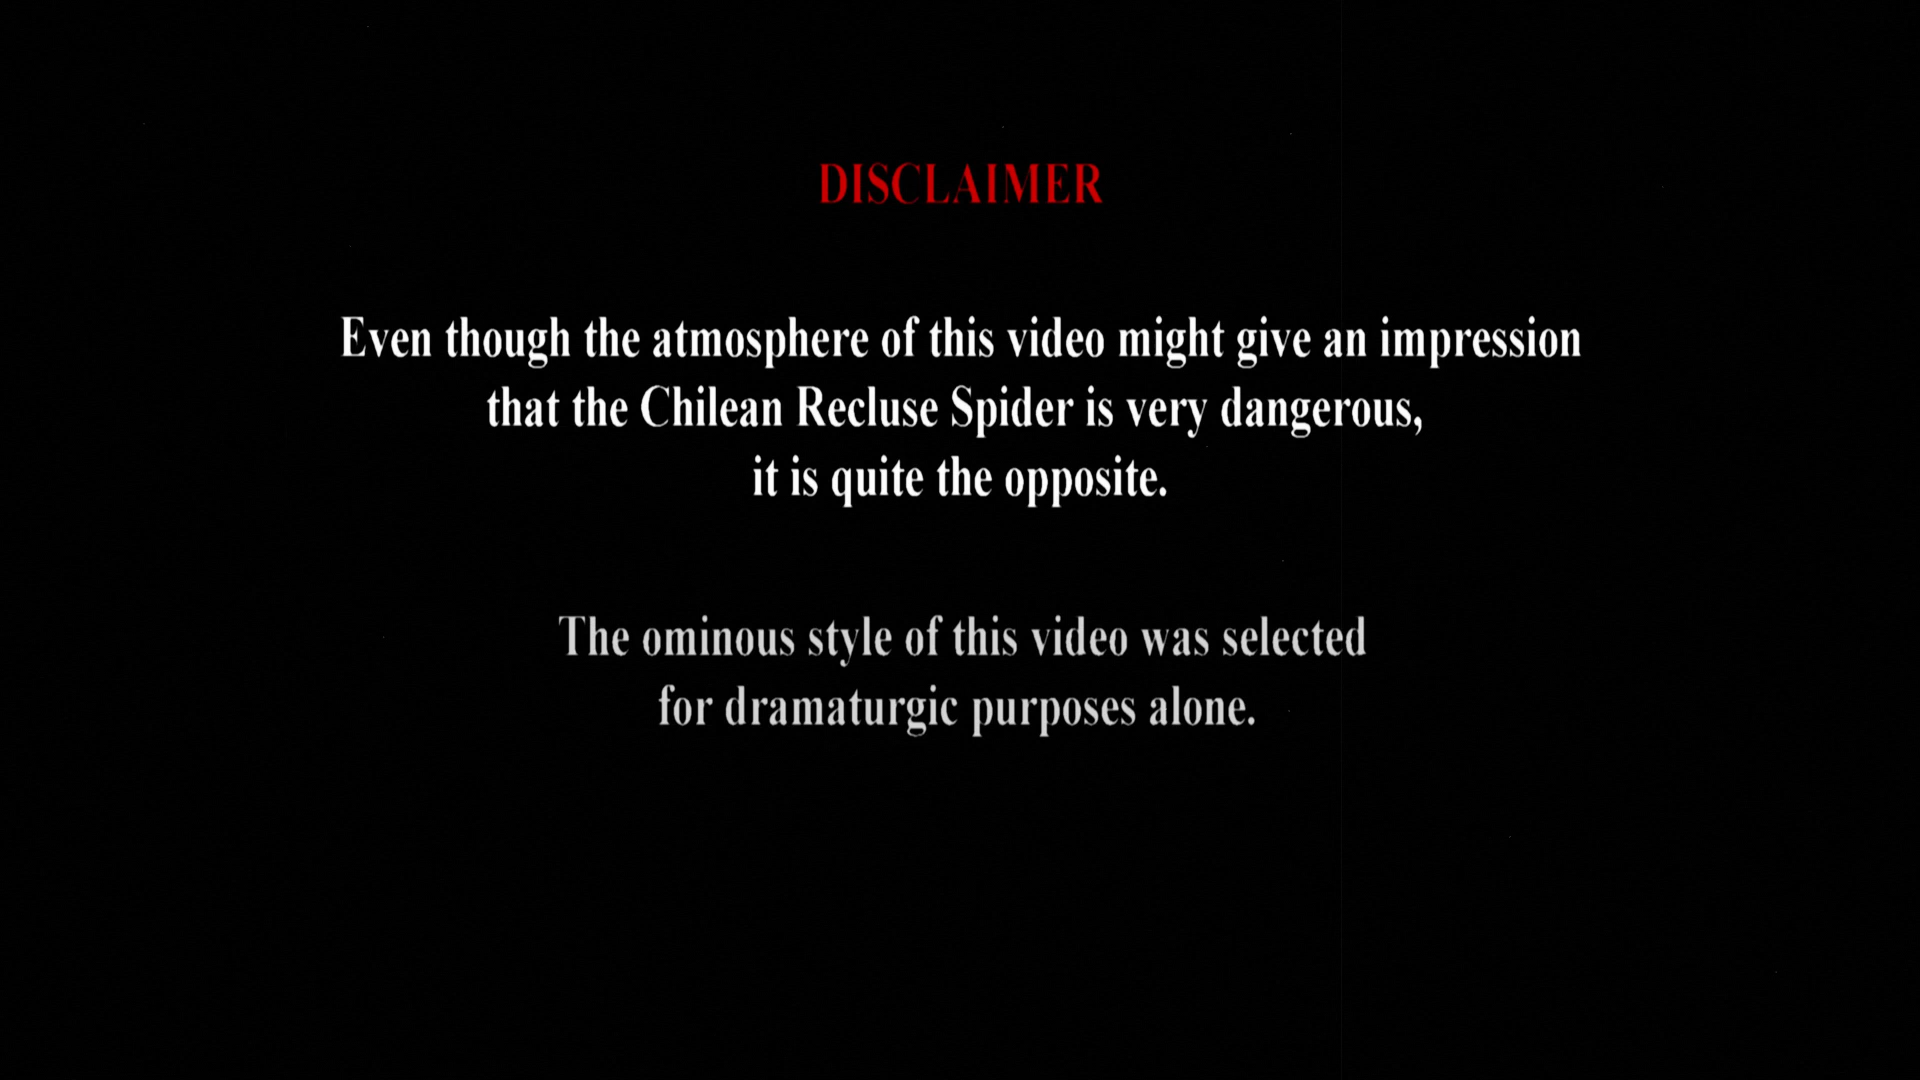 DISCLAIMER
Even though the atmosphere of this video might give an impression
that the Chilean Recluse Spider is very dangerous,
it is quite the opposite.
The ominous style of this video was selected
for dramaturgic purposes alone.